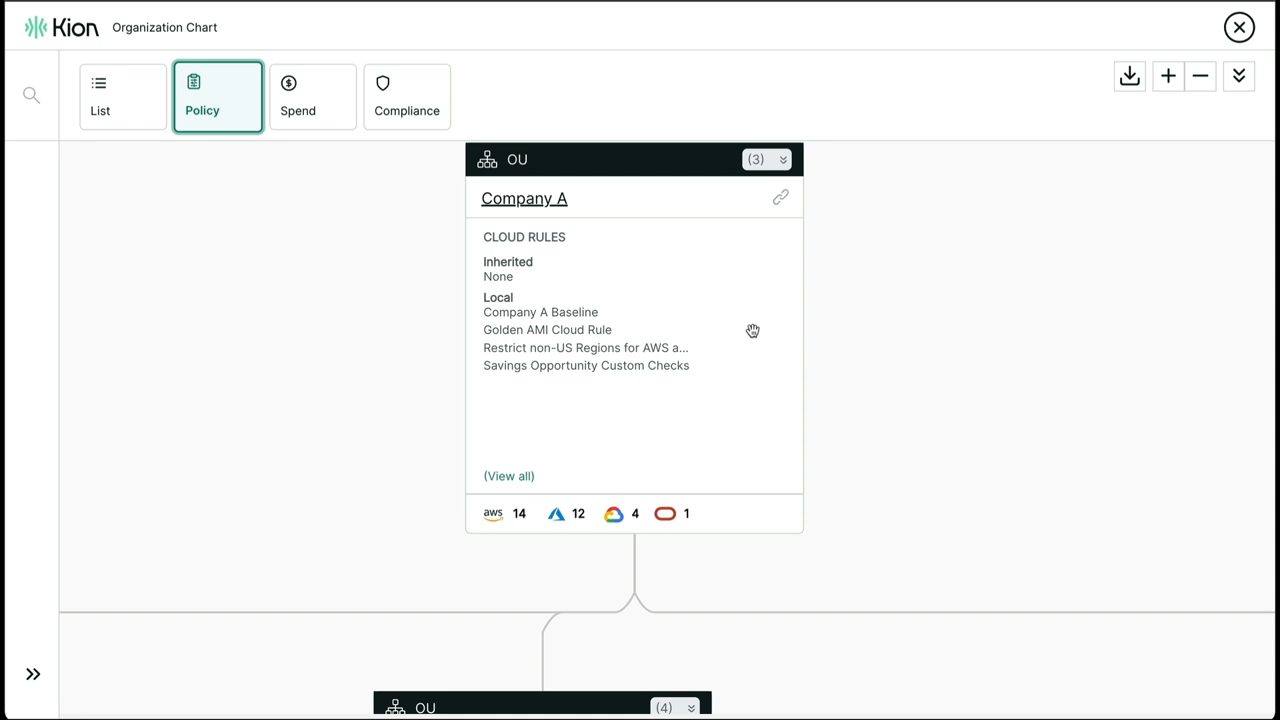 Kion Organization Chart
List
Policy
Spend
Compliance
OU (3)
Company A
CLOUD RULES
Inherited
None
Local
Company A Baseline
Golden AMI Cloud Rule
Restrict non-US Regions for AWS a...
Savings Opportunity Custom Checks
(View all)
aws 14 12 4 1
OU (4)